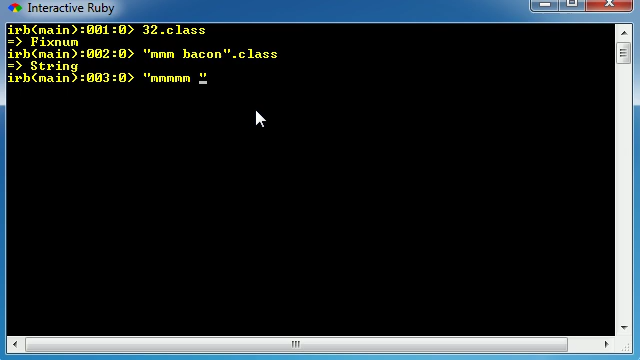 Interactive Ruby
irb(main):001:0> 32.class
=> Fixnum
irb(main):002:0> "mmm bacon".class
=> String
irb(main):003:0> "mmmmm "